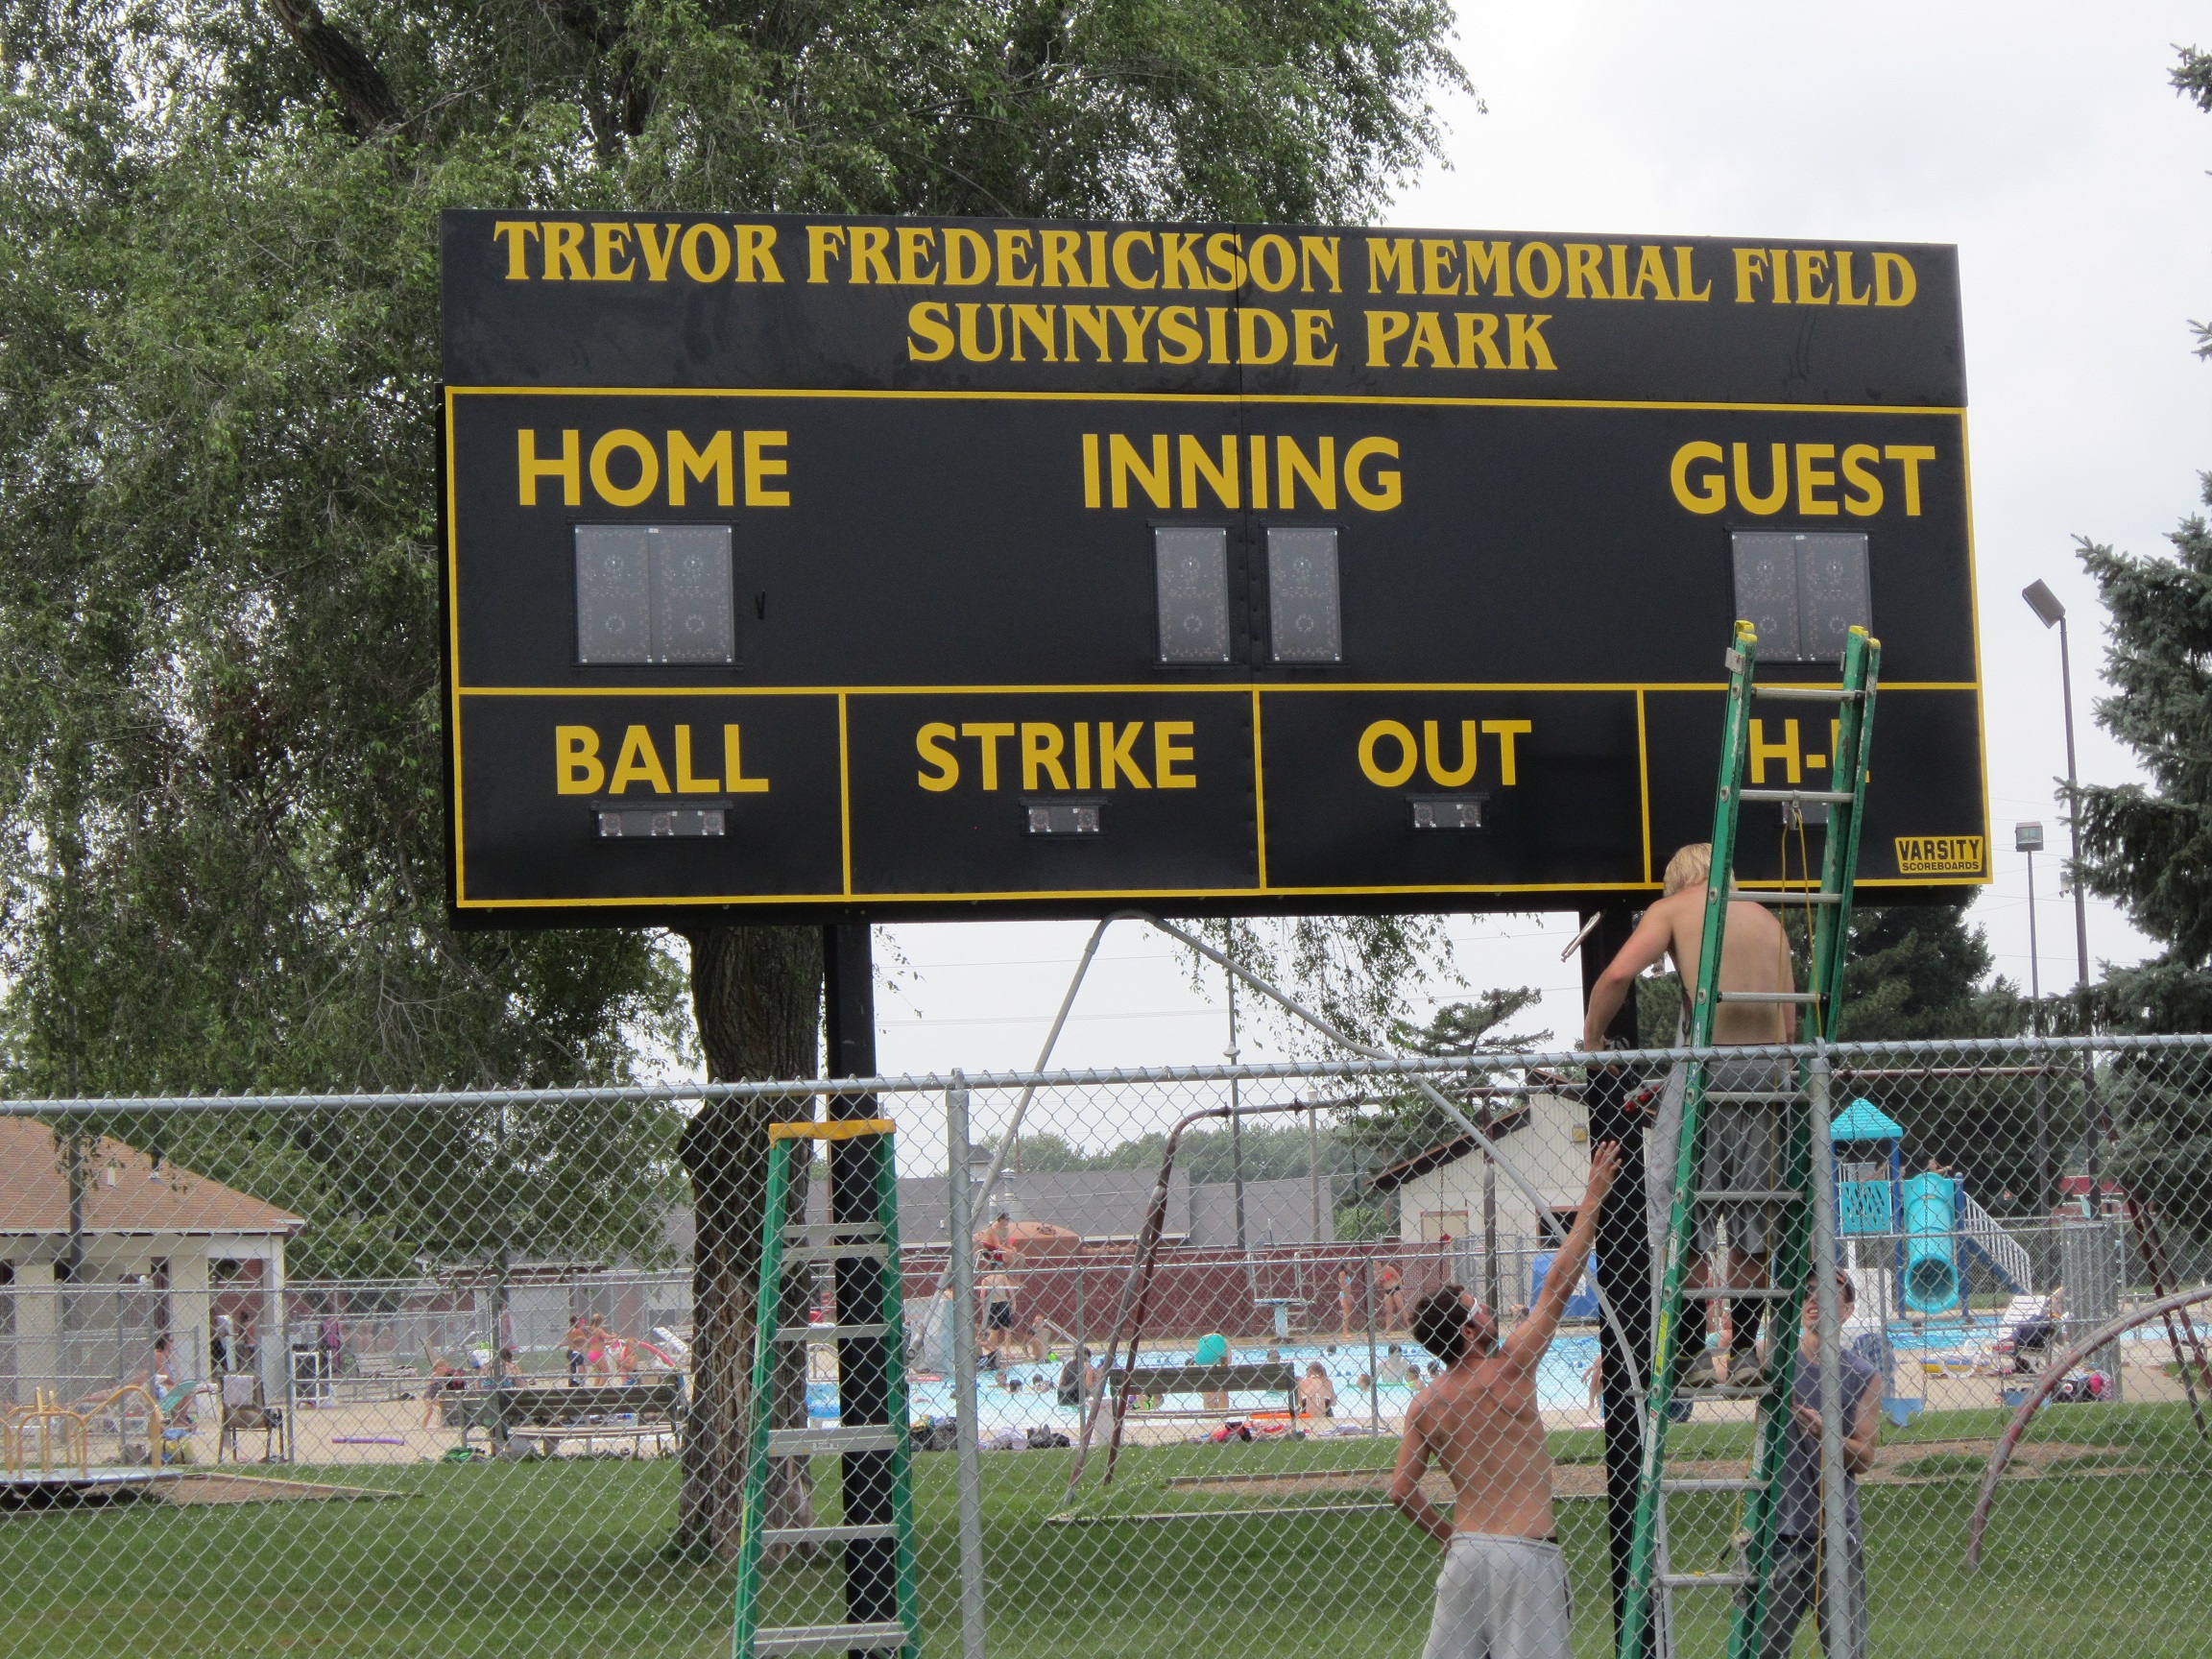 TREVOR FREDERICKSON MEMORIAL FIELD
SUNNYSIDE PARK
HOME INNING GUEST
BALL STRIKE OUT H-E
VARSITY
SCOREBOARDS